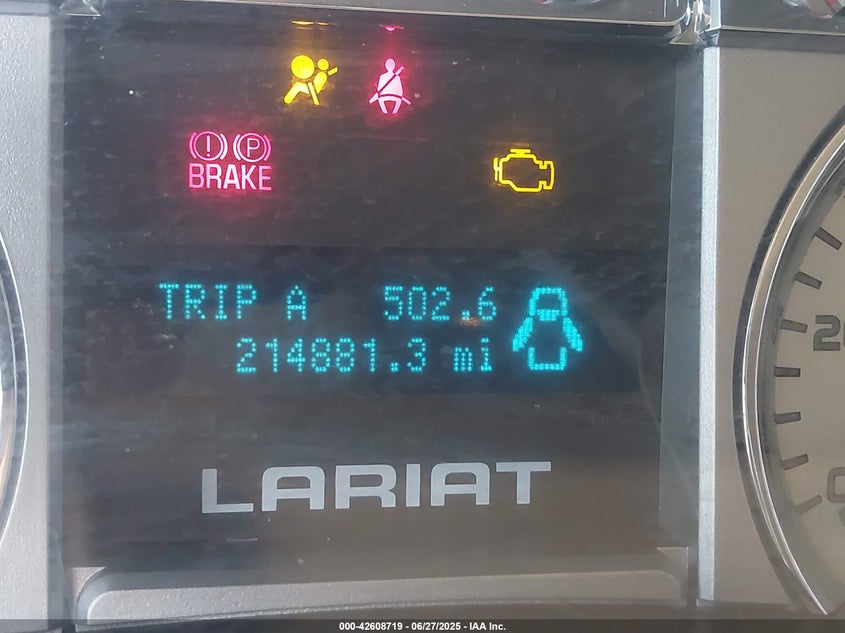 BRAKE
TRIP A 502.6
214881.3 mi
LARIAT
000-42608719 - 06/27/2025 - IAA Inc.